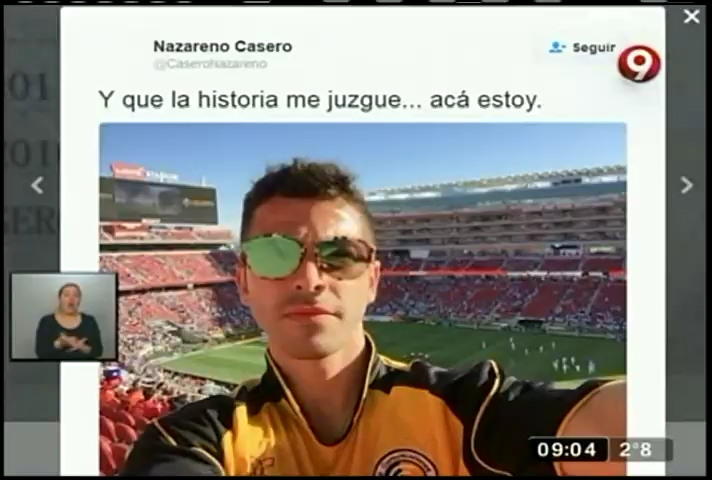 Nazareno Casero
@CaseroNazareno
Seguir
9
Y que la historia me juzgue... acá estoy.
09:04
2°8